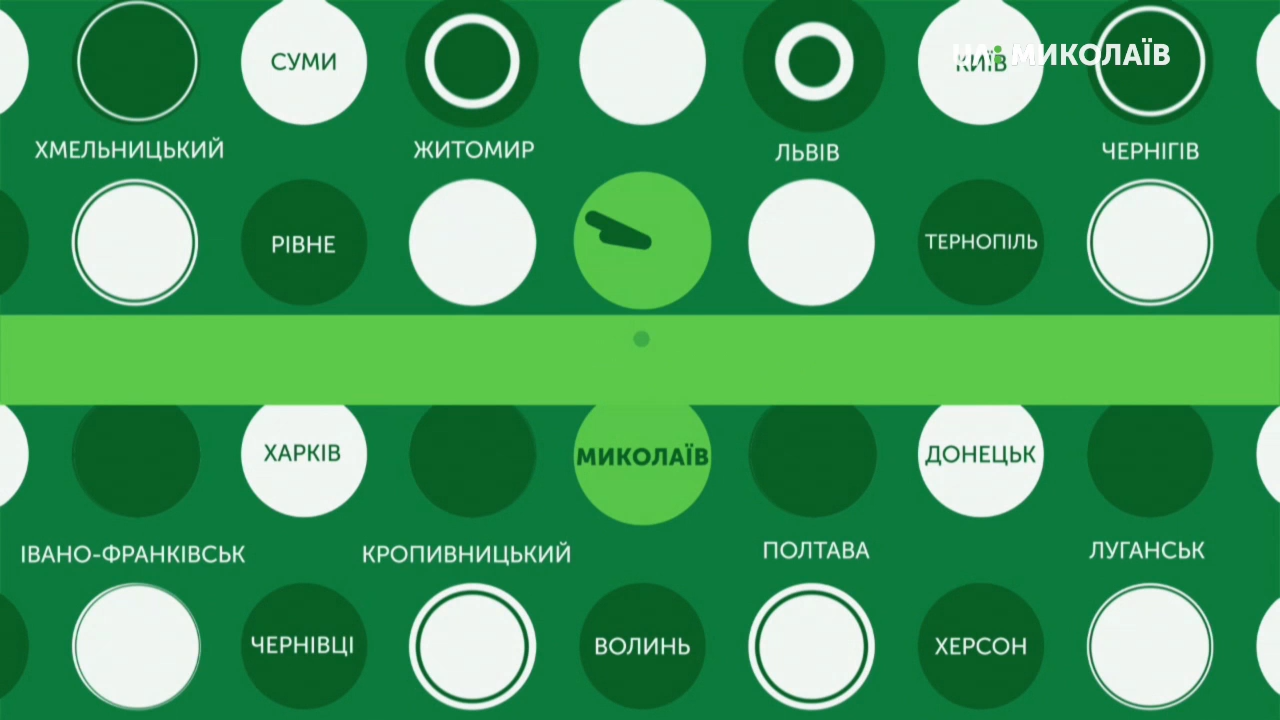 СУМИ
КИЇВ
МИКОЛАЇВ
ХМЕЛЬНИЦЬКИЙ
ЖИТОМИР
ЛЬВІВ
ЧЕРНІГІВ
РІВНЕ
ТЕРНОПІЛЬ
ХАРКІВ
МИКОЛАЇВ
ДОНЕЦЬК
ІВАНО-ФРАНКІВСЬК
КРОПИВНИЦЬКИЙ
ПОЛТАВА
ЛУГАНСЬК
ЧЕРНІВЦІ
ВОЛИНЬ
ХЕРСОН